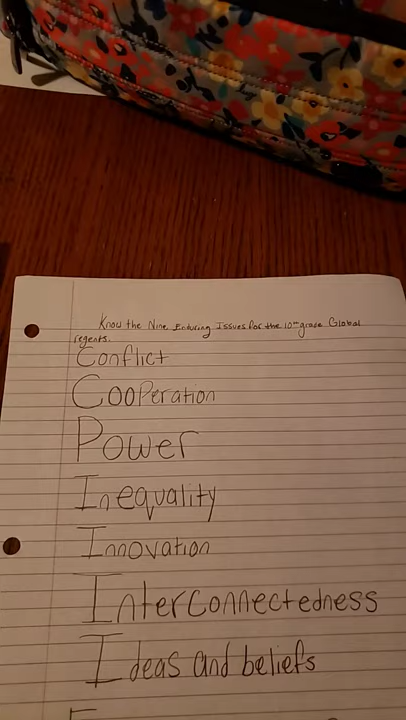 Know the Nine Enduring Issues for the 10th grade Global
regents.
Conflict
Cooperation
Power
Inequality
Innovation
Interconnectedness
Ideas and beliefs